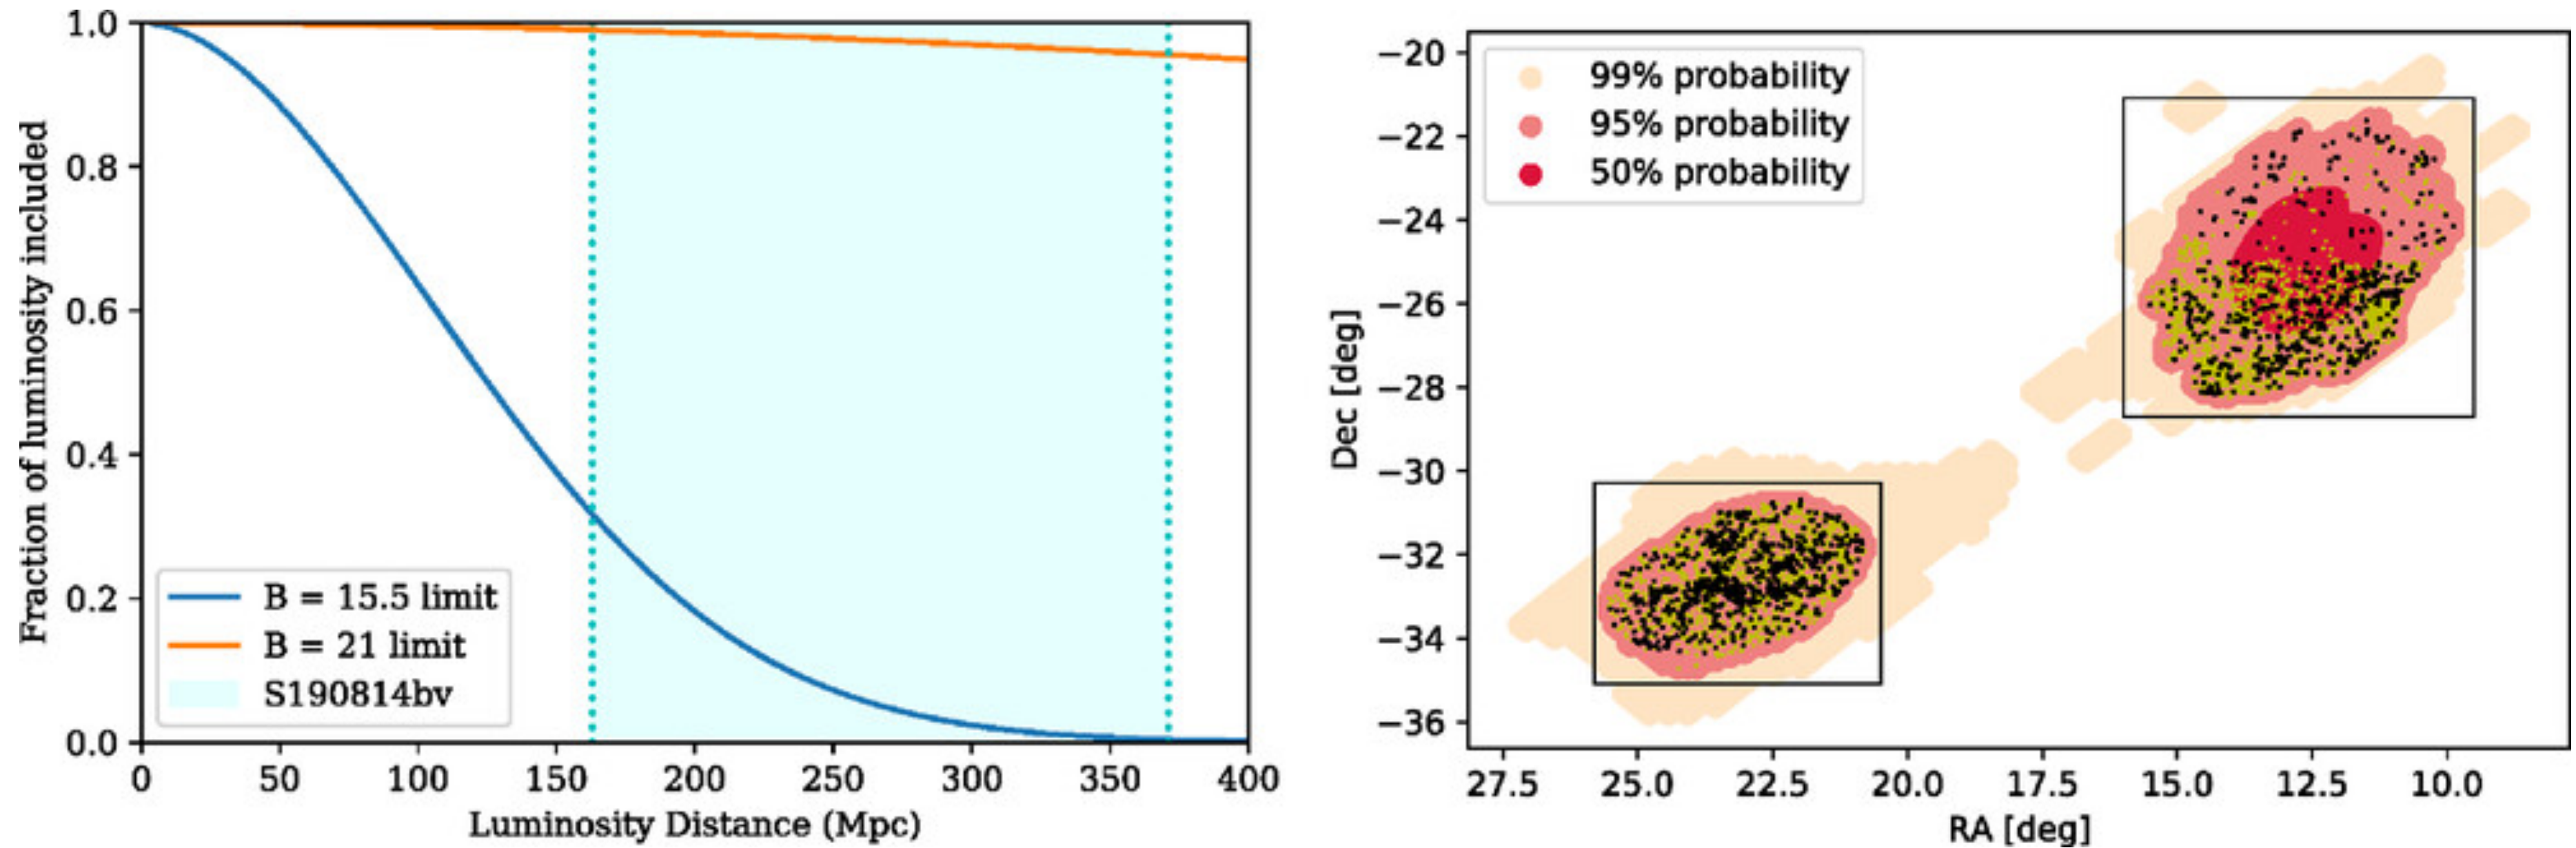 Fraction of luminosity included
1.0
0.8
0.6
0.4
0.2
0.0
B = 15.5 limit
B = 21 limit
S190814bv
0 50 100 150 200 250 300 350 400
Luminosity Distance (Mpc)
Dec [deg]
−20
−22
−24
−26
−28
−30
−32
−34
−36
99% probability
95% probability
50% probability
27.5 25.0 22.5 20.0 17.5 15.0 12.5 10.0
RA [deg]